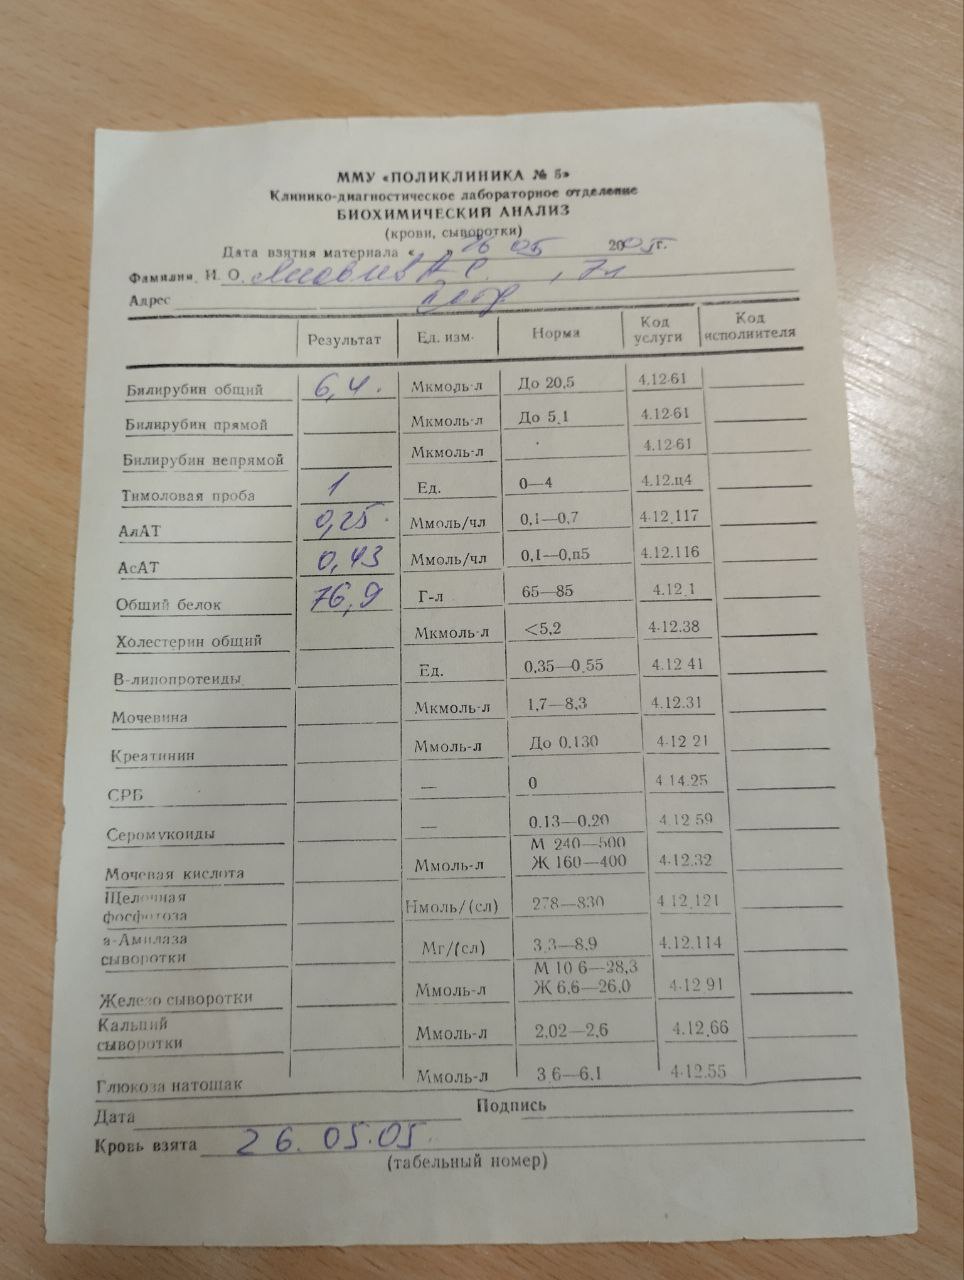 ММУ «ПОЛИКЛИНИКА № 5»
Клинико-диагностическое лабораторное отделение
БИОХИМИЧЕСКИЙ АНАЛИЗ
(крови, сыворотки)
Дата взятия материала « » 26 05 2005 г.
Фамилия, И. О. , 7л
Адрес
Результат Ед. изм. Норма Код услуги Код исполнителя
Билирубин общий 6,4. Мкмоль-л До 20,5 4.12-61
Билирубин прямой Мкмоль-л До 5,1 4.12-61
Билирубин непрямой Мкмоль-л 4.12-61
Тимоловая проба 1 Ед. 0—4 4.12.ц4
АлАТ 0,25 Ммоль/чл 0,1—0,7 4-12.117
АсАТ 0,43 Ммоль/чл 0,1—0,п5 4.12.116
Общий белок 76,9 Г-л 65—85 4.12.1
Холестерин общий Мкмоль-л <5,2 4-12.38
В-липопротеиды Ед. 0,35—0,55 4.12 41
Мочевина Мкмоль-л 1,7—8,3 4.12.31
Креатинин Ммоль-л До 0.130 4-12 21
СРБ — 0 4 14.25
Серомукоиды — 0.13—0.20 4.12 59
Мочевая кислота Ммоль-л М 240—500 Ж 160—400 4-12.32
Щелочная фосфотоза Нмоль/(сл) 278—830 4 12.121
а-Амилаза сыворотки Мг/(сл) 3,3—8,9 4.12.114
Железо сыворотки Ммоль-л М 10 6—28,3 Ж 6,6—26,0 4-12 91
Кальций сыворотки Ммоль-л 2,02—2,6 4.12,66
Глюкоза натощак Ммоль-л 3,6—6,1 4-12.55
Дата Подпись
Кровь взята 26.05.05.
(табельный номер)